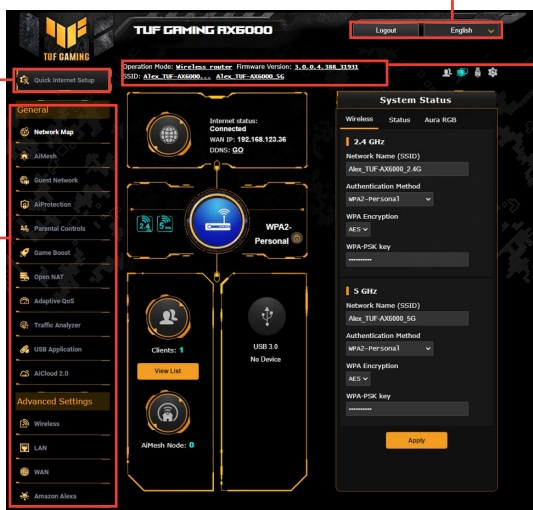 TUF GAMING
TUF GAMING AX6000
Logout
English
Operation Mode: Wireless router Firmware Version: 3.0.0.4.388_31931
SSID: Alex_TUF-AX6000... Alex_TUF-AX6000_5G
Quick Internet Setup
General
Network Map
AiMesh
Guest Network
AiProtection
Parental Controls
Game Boost
Open NAT
Adaptive QoS
Traffic Analyzer
USB Application
AiCloud 2.0
Advanced Settings
Wireless
LAN
WAN
Amazon Alexa
Internet status:
Connected
WAN IP: 192.168.123.36
DDNS: GO
2.4
5
WPA2-
Personal
Clients: 1
View List
AiMesh Node: 0
USB 3.0
No Device
System Status
Wireless
Status
Aura RGB
2.4 GHz
Network Name (SSID)
Alex_TUF-AX6000_2.4G
Authentication Method
WPA2-Personal
WPA Encryption
AES
WPA-PSK key
5 GHz
Network Name (SSID)
Alex_TUF-AX6000_5G
Authentication Method
WPA2-Personal
WPA Encryption
AES
WPA-PSK key
Apply